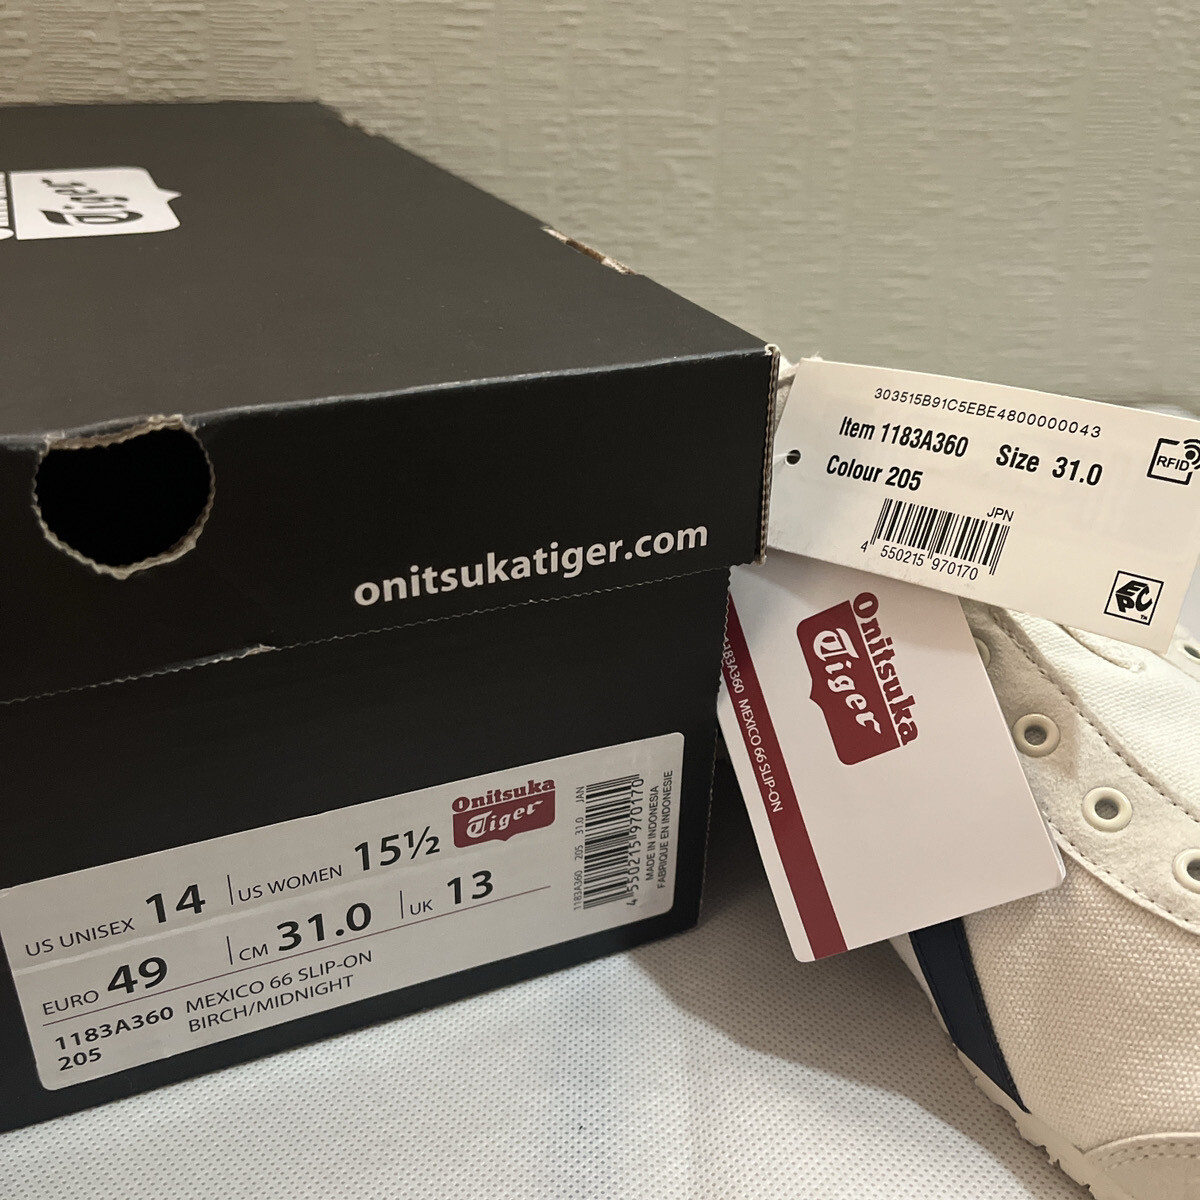 Tiger
onitsukatiger.com
303515B91C5EBE4800000043
Item 1183A360 Size 31.0
Colour 205
RFID
JPN
4 550215 970170
EPC
TM
Onitsuka
Tiger
1183A360 MEXICO 66 SLIP-ON
Onitsuka
Tiger
US UNISEX 14 US WOMEN 15½
EURO 49 CM 31.0 UK 13
1183A360 MEXICO 66 SLIP-ON
205 BIRCH/MIDNIGHT
1183A360 205 31.0 JAN
4 550215 970170
MADE IN INDONESIA
FABRIQUE EN INDONESIE